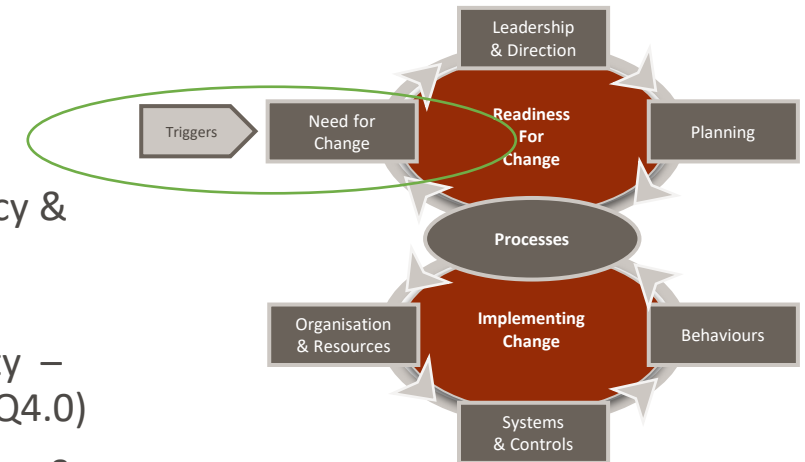 Leadership
& Direction
Triggers
Need for
Change
Readiness
For
Change
Planning
cy &
Processes
Organisation
& Resources
Implementing
Change
Behaviours
–
Q4.0)
Systems
& Controls